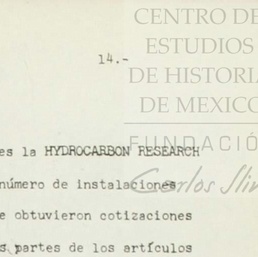 CENTRO DE
ESTUDIOS
DE HISTORIA
DE MEXICO
FUNDACIÓ
Carlos Slim
14.-
es la HYDROCARBON RESEARCH
número de instalaciones
e obtuvieron cotizaciones
s partes de los artículos